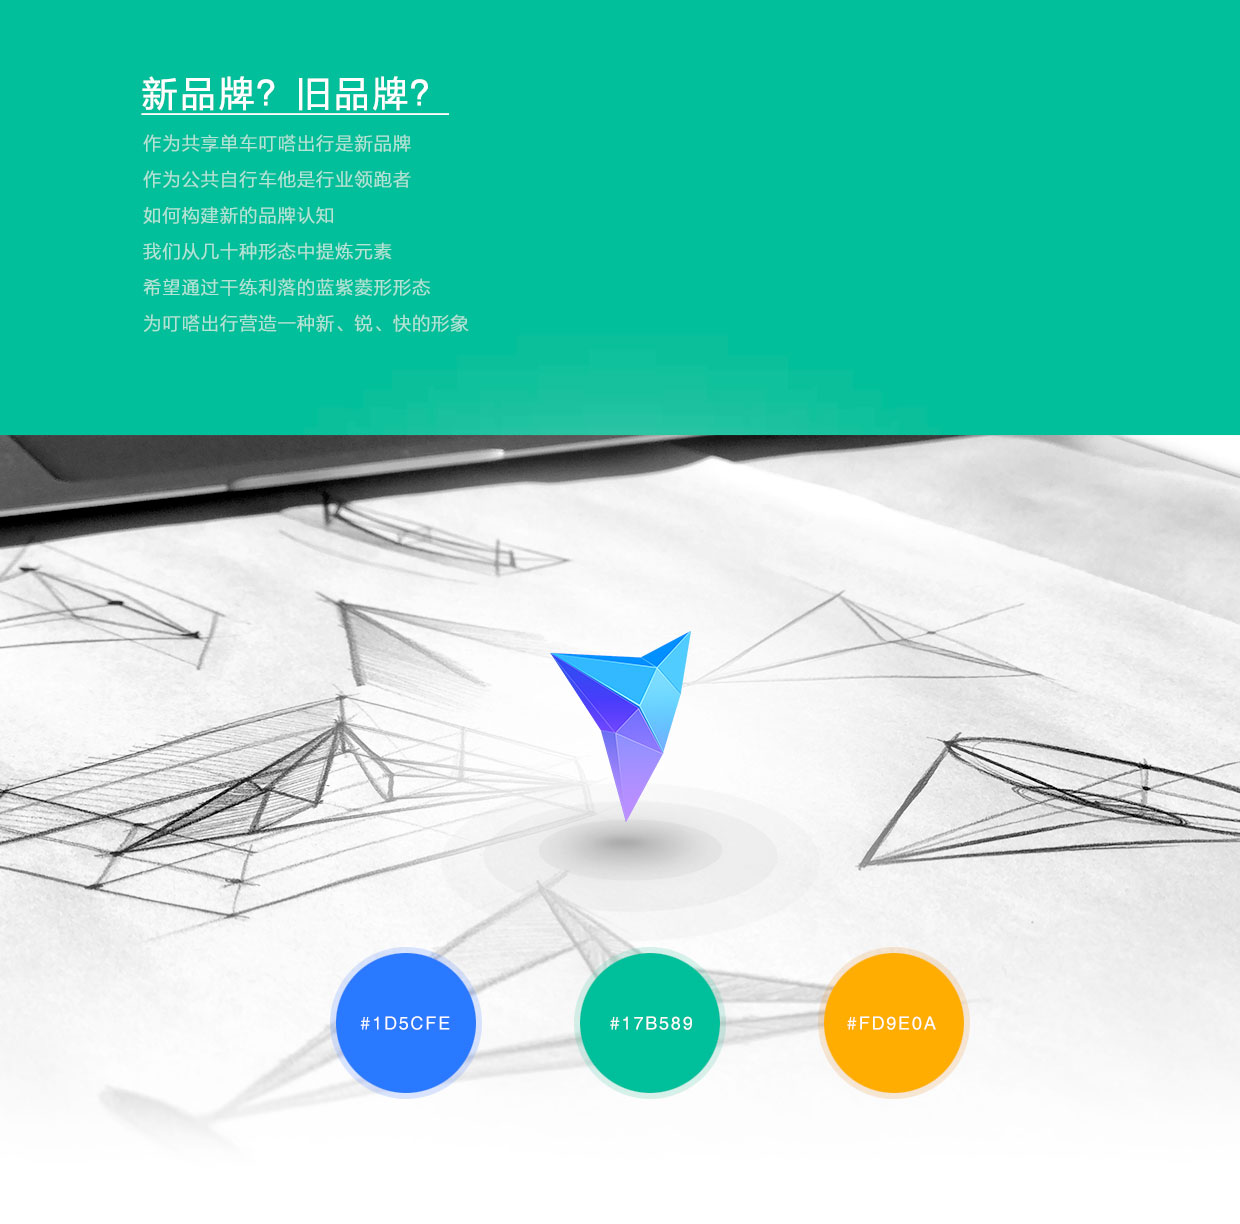 新品牌？旧品牌？
作为共享单车叮嗒出行是新品牌
作为公共自行车他是行业领跑者
如何构建新的品牌认知
我们从几十种形态中提炼元素
希望通过干练利落的蓝紫菱形形态
为叮嗒出行营造一种新、锐、快的形象
#1D5CFE
#17B589
#FD9E0A